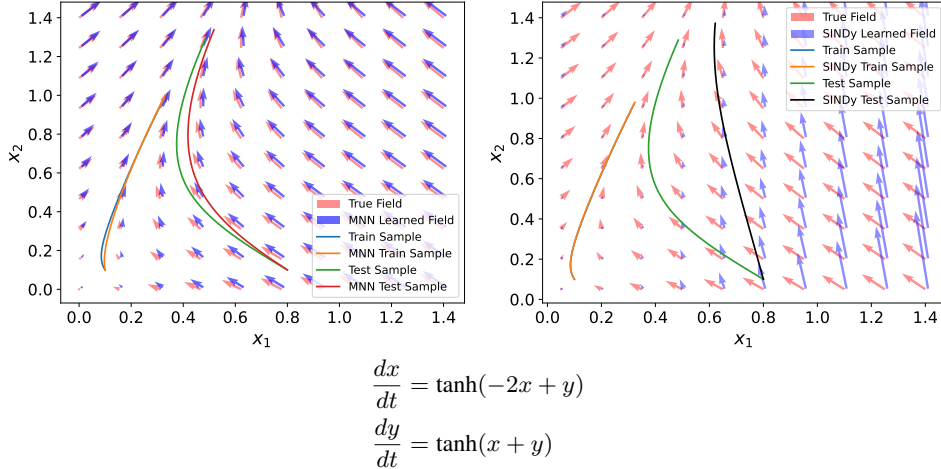 1.4
1.2
1.0
0.8
0.6
0.4
0.2
0.0
x2
True Field
MNN Learned Field
Train Sample
MNN Train Sample
Test Sample
MNN Test Sample
0.0 0.2 0.4 0.6 0.8 1.0 1.2 1.4
x1
1.4
1.2
1.0
0.8
0.6
0.4
0.2
0.0
x2
True Field
SINDy Learned Field
Train Sample
SINDy Train Sample
Test Sample
SINDy Test Sample
0.0 0.2 0.4 0.6 0.8 1.0 1.2 1.4
x1
dx/dt = tanh(−2x + y)
dy/dt = tanh(x + y)